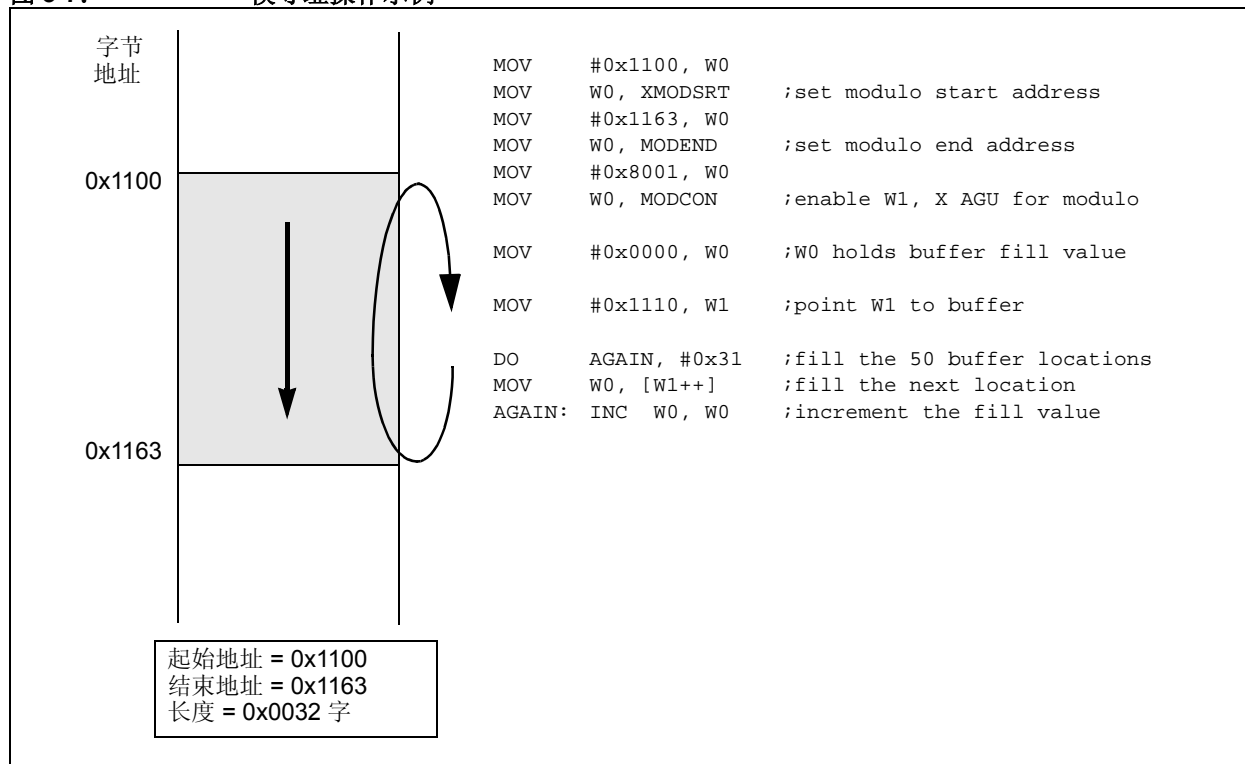 字节
地址
0x1100
0x1163
MOV #0x1100, W0
MOV W0, XMODSRT ;set modulo start address
MOV #0x1163, W0
MOV W0, MODEND ;set modulo end address
MOV #0x8001, W0
MOV W0, MODCON ;enable W1, X AGU for modulo
MOV #0x0000, W0 ;W0 holds buffer fill value
MOV #0x1110, W1 ;point W1 to buffer
DO AGAIN, #0x31 ;fill the 50 buffer locations
MOV W0, [W1++] ;fill the next location
AGAIN: INC W0, W0 ;increment the fill value
起始地址 = 0x1100
结束地址 = 0x1163
长度 = 0x0032 字